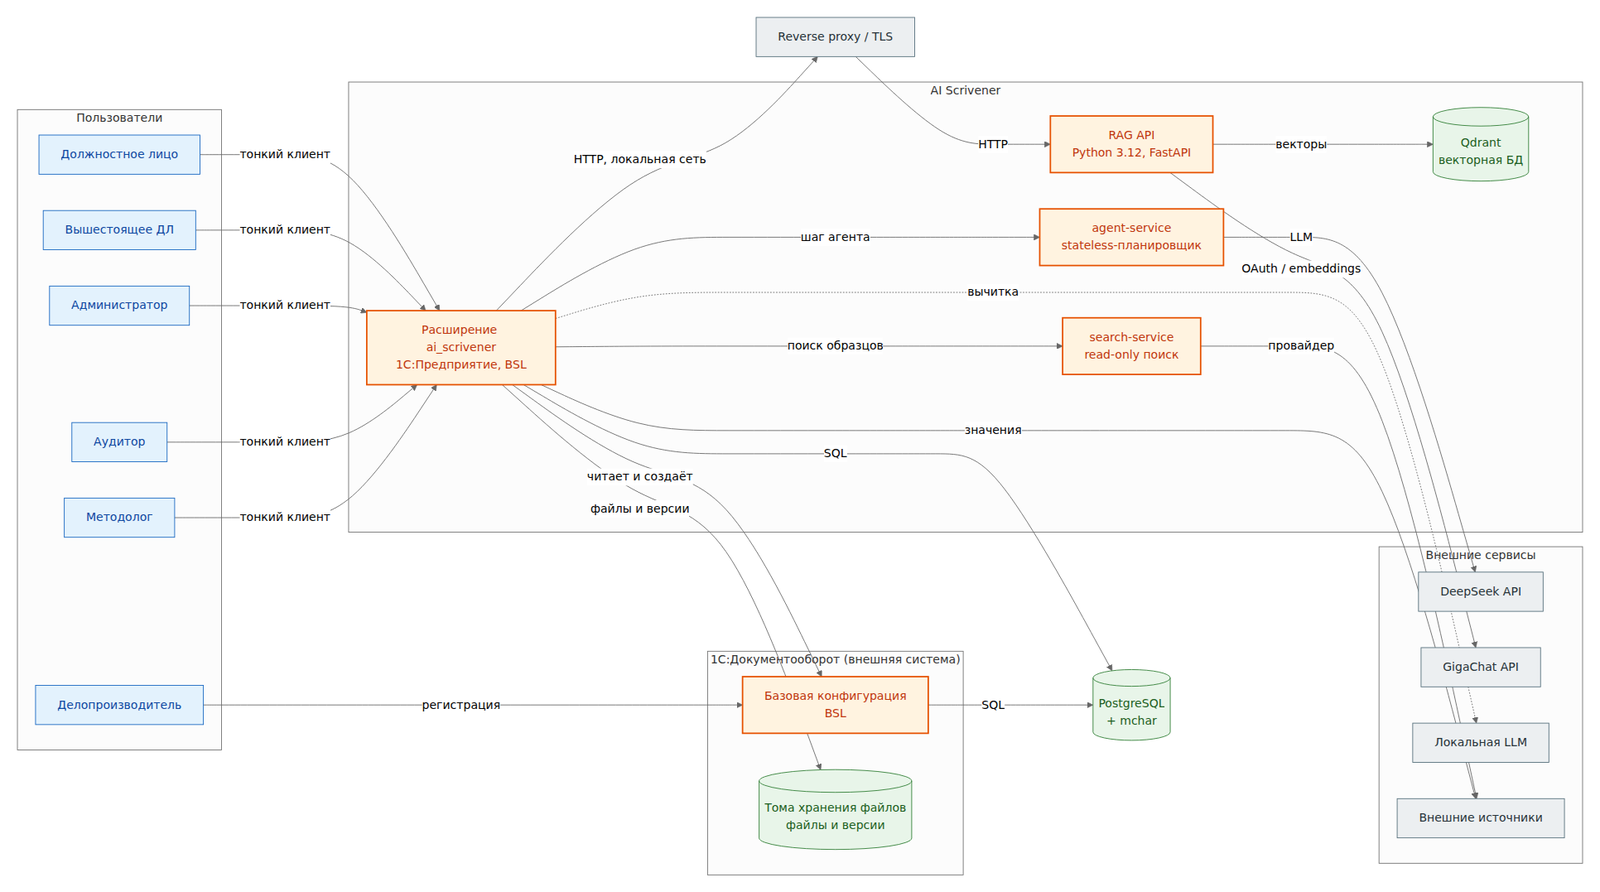 Reverse proxy / TLS
AI Scrivener
Пользователи
Должностное лицо
Вышестоящее ДЛ
Администратор
Аудитор
Методолог
Делопроизводитель
тонкий клиент
тонкий клиент
тонкий клиент
тонкий клиент
тонкий клиент
регистрация
Расширение
ai_scrivener
1С:Предприятие, BSL
HTTP, локальная сеть
HTTP
RAG API
Python 3.12, FastAPI
векторы
Qdrant
векторная БД
шаг агента
agent-service
stateless-планировщик
LLM
OAuth / embeddings
вычитка
поиск образцов
search-service
read-only поиск
провайдер
значения
SQL
читает и создаёт
файлы и версии
1С:Документооборот (внешняя система)
Базовая конфигурация
BSL
SQL
PostgreSQL
+ mchar
Тома хранения файлов
файлы и версии
Внешние сервисы
DeepSeek API
GigaChat API
Локальная LLM
Внешние источники